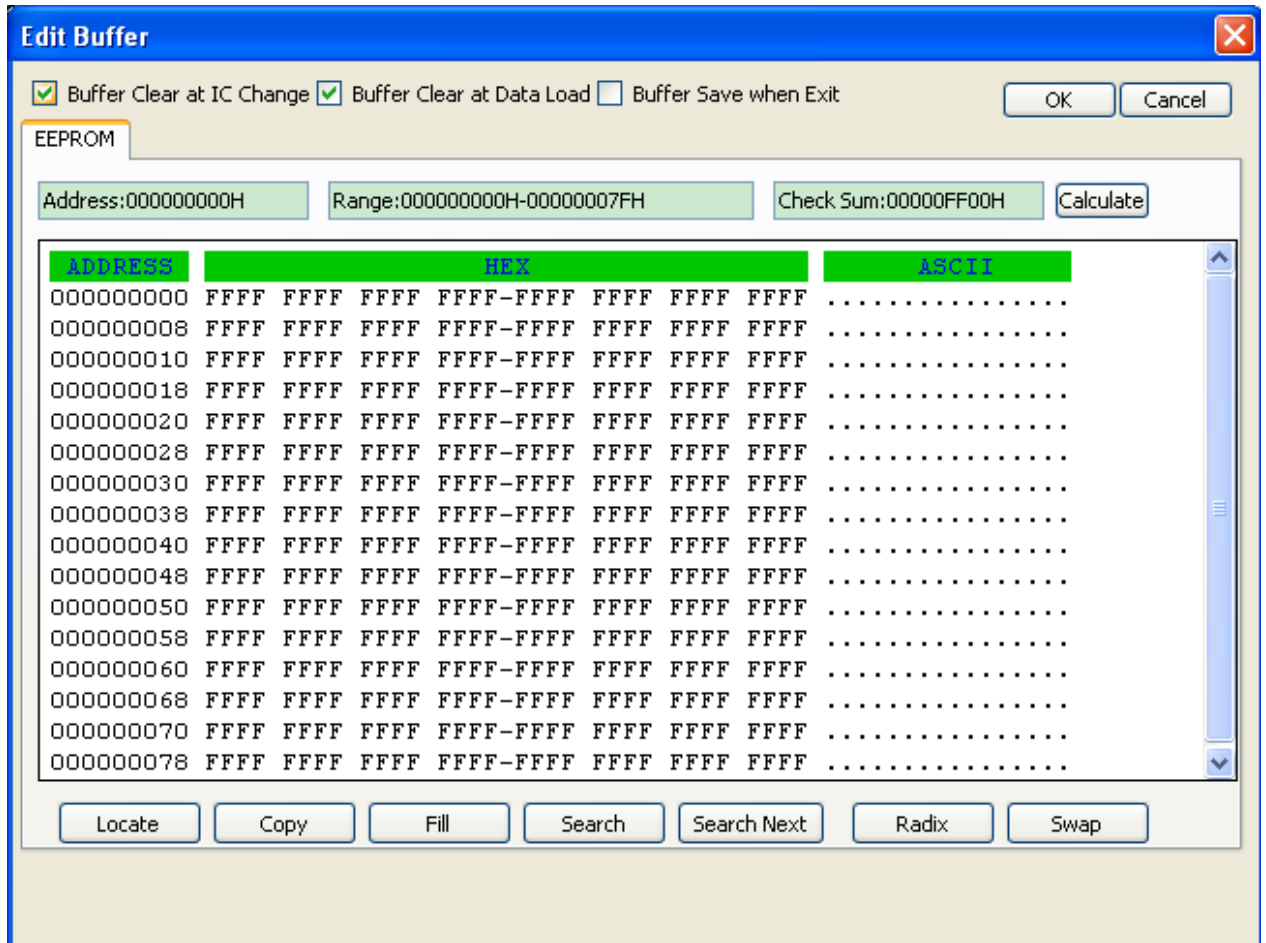 Edit Buffer
Buffer Clear at IC Change Buffer Clear at Data Load Buffer Save when Exit OK Cancel
EEPROM
Address:000000000H Range:000000000H-00000007FH Check Sum:00000FF00H Calculate
ADDRESS HEX ASCII
000000000 FFFF FFFF FFFF FFFF-FFFF FFFF FFFF FFFF ................
000000008 FFFF FFFF FFFF FFFF-FFFF FFFF FFFF FFFF ................
000000010 FFFF FFFF FFFF FFFF-FFFF FFFF FFFF FFFF ................
000000018 FFFF FFFF FFFF FFFF-FFFF FFFF FFFF FFFF ................
000000020 FFFF FFFF FFFF FFFF-FFFF FFFF FFFF FFFF ................
000000028 FFFF FFFF FFFF FFFF-FFFF FFFF FFFF FFFF ................
000000030 FFFF FFFF FFFF FFFF-FFFF FFFF FFFF FFFF ................
000000038 FFFF FFFF FFFF FFFF-FFFF FFFF FFFF FFFF ................
000000040 FFFF FFFF FFFF FFFF-FFFF FFFF FFFF FFFF ................
000000048 FFFF FFFF FFFF FFFF-FFFF FFFF FFFF FFFF ................
000000050 FFFF FFFF FFFF FFFF-FFFF FFFF FFFF FFFF ................
000000058 FFFF FFFF FFFF FFFF-FFFF FFFF FFFF FFFF ................
000000060 FFFF FFFF FFFF FFFF-FFFF FFFF FFFF FFFF ................
000000068 FFFF FFFF FFFF FFFF-FFFF FFFF FFFF FFFF ................
000000070 FFFF FFFF FFFF FFFF-FFFF FFFF FFFF FFFF ................
000000078 FFFF FFFF FFFF FFFF-FFFF FFFF FFFF FFFF ................
Locate Copy Fill Search Search Next Radix Swap